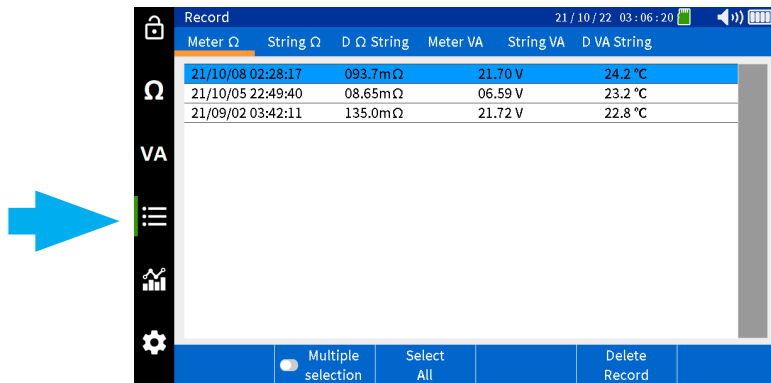 Record 21/10/22 03:06:20
Meter Ω String Ω D Ω String Meter VA String VA D VA String
21/10/08 02:28:17 093.7mΩ 21.70 V 24.2 ℃
21/10/05 22:49:40 08.65mΩ 06.59 V 23.2 ℃
21/09/02 03:42:11 135.0mΩ 21.72 V 22.8 ℃
Ω
VA
Multiple Select Delete
selection All Record